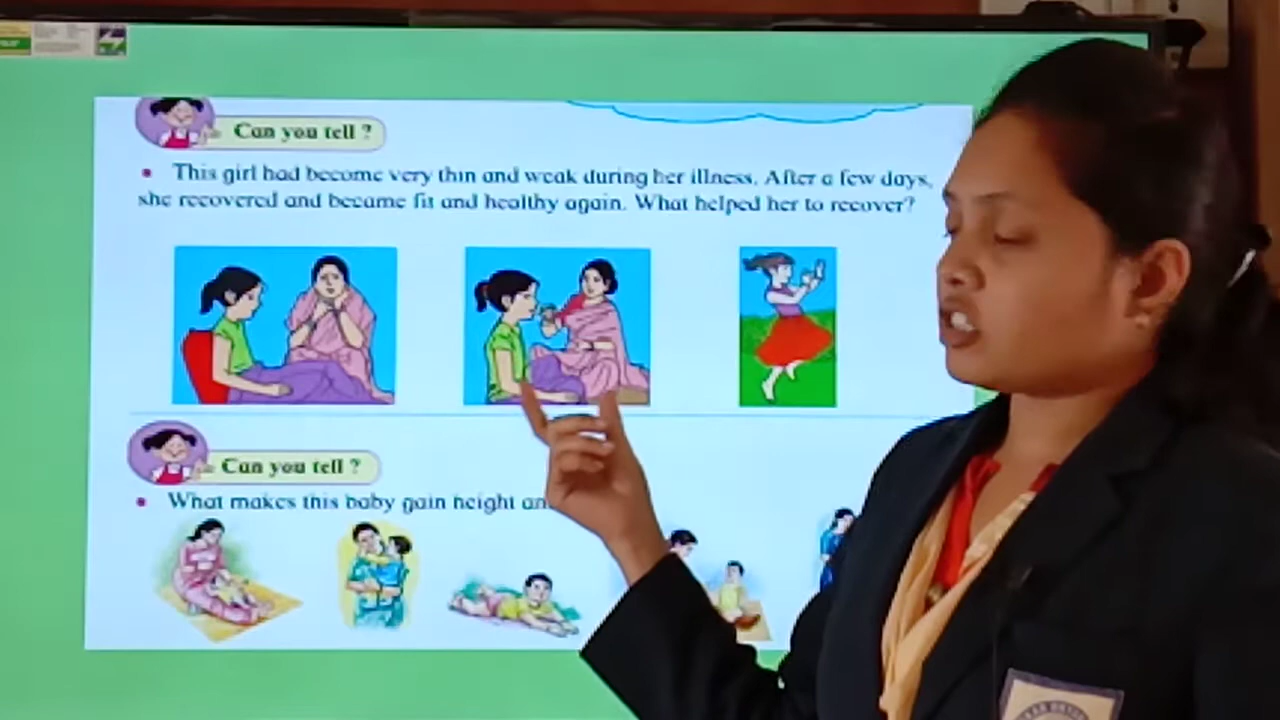 Can you tell ?
• This girl had become very thin and weak during her illness. After a few days,
she recovered and became fit and healthy again. What helped her to recover?
Can you tell ?
• What makes this baby gain height